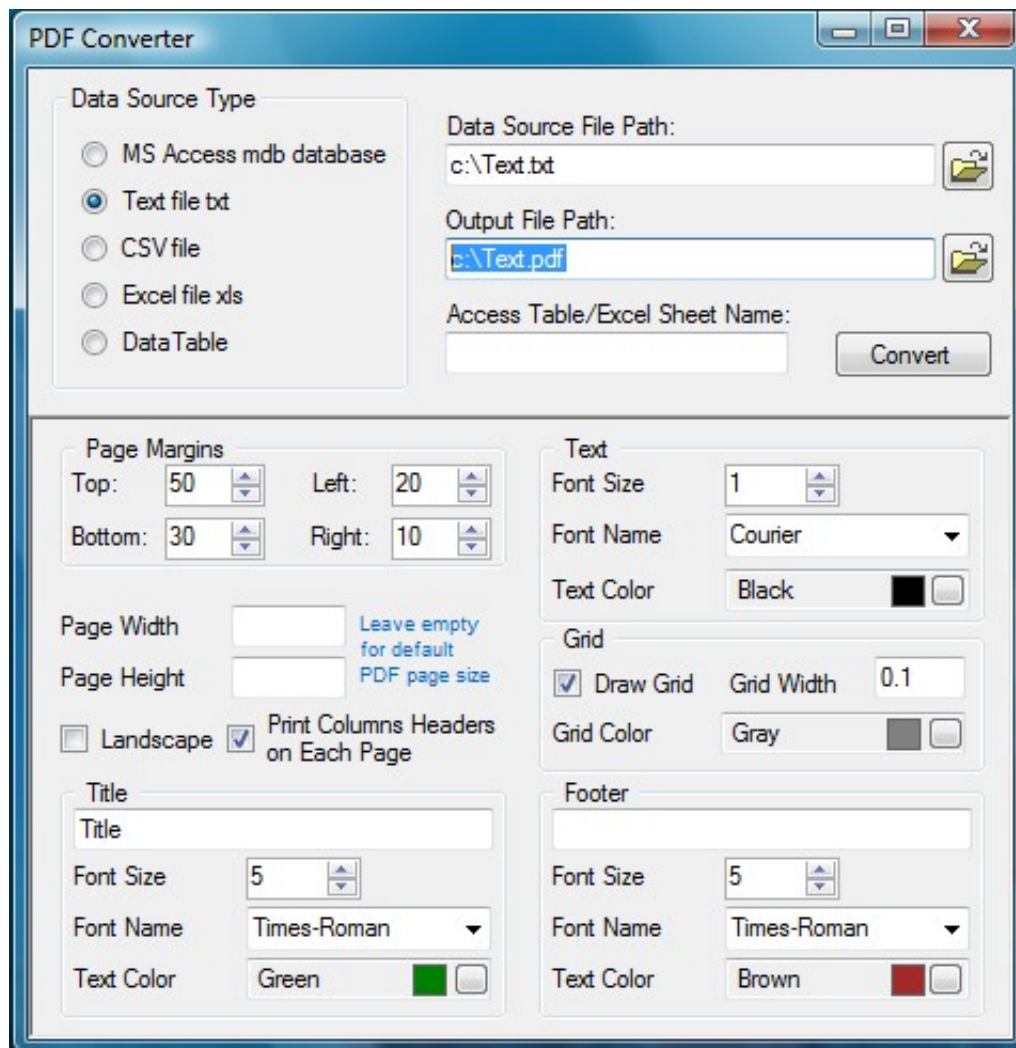 PDF Converter
Data Source Type
MS Access mdb database
Text file txt
CSV file
Excel file xls
DataTable
Data Source File Path:
c:\Text.txt
Output File Path:
c:\Text.pdf
Access Table/Excel Sheet Name:
Convert
Page Margins
Top: 50 Left: 20
Bottom: 30 Right: 10
Page Width
Page Height
Leave empty
for default
PDF page size
Landscape
Print Columns Headers
on Each Page
Text
Font Size 1
Font Name Courier
Text Color Black
Grid
Draw Grid Grid Width 0.1
Grid Color Gray
Title
Title
Font Size 5
Font Name Times-Roman
Text Color Green
Footer
Font Size 5
Font Name Times-Roman
Text Color Brown